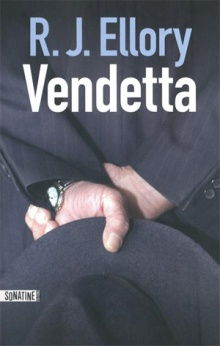 R. J. Ellory
Vendetta
SONATINE